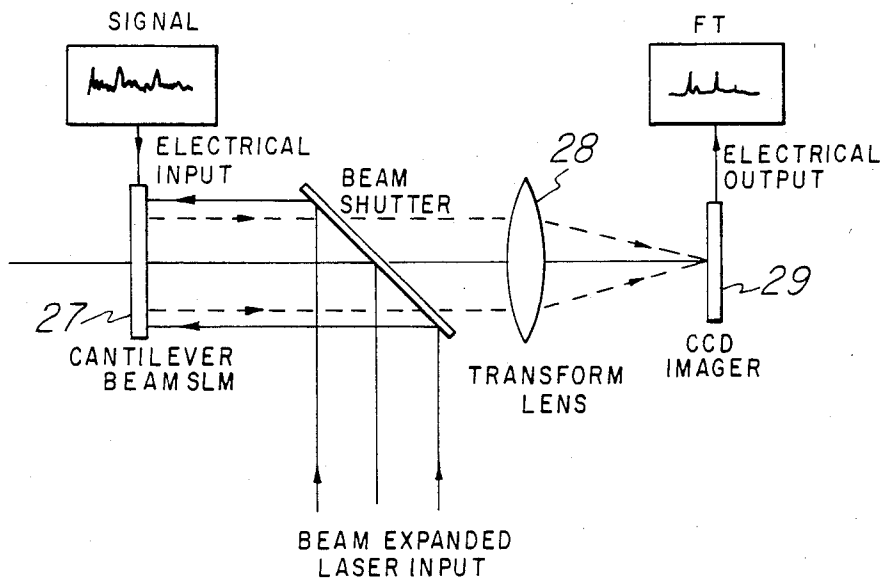 SIGNAL
FT
ELECTRICAL
INPUT
BEAM
SHUTTER
28
ELECTRICAL
OUTPUT
27
29
CANTILEVER
BEAM SLM
TRANSFORM
LENS
CCD
IMAGER
BEAM EXPANDED
LASER INPUT